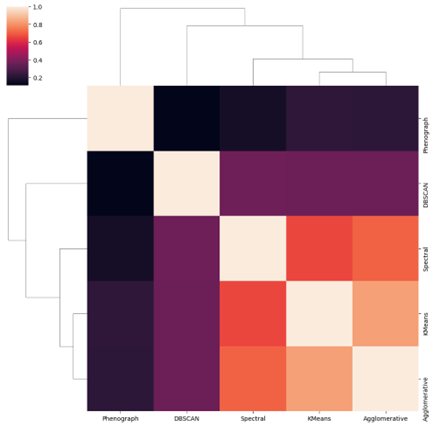 1.0
0.8
0.6
0.4
0.2
Phenograph
DBSCAN
Spectral
KMeans
Agglomerative
Phenograph
DBSCAN
Spectral
KMeans
Agglomerative